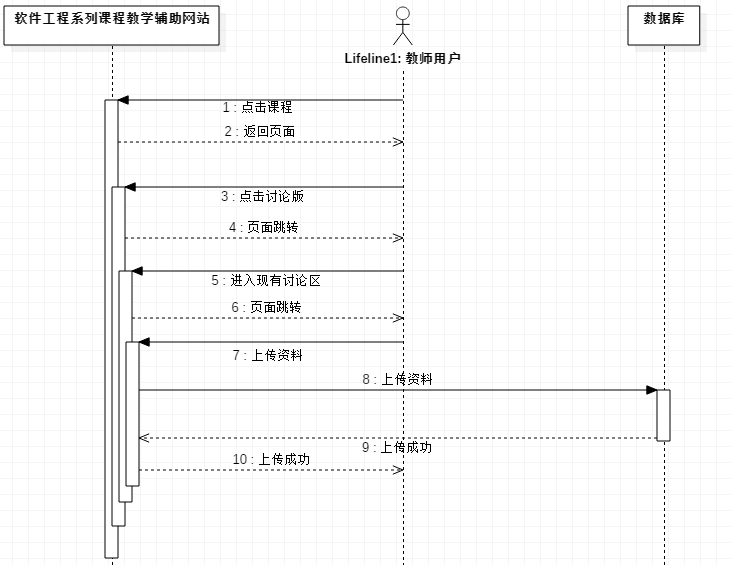 软件工程系列课程教学辅助网站
Lifeline1: 教师用户
数据库
1 : 点击课程
2 : 返回页面
3 : 点击讨论版
4 : 页面跳转
5 : 进入现有讨论区
6 : 页面跳转
7 : 上传资料
8 : 上传资料
9 : 上传成功
10 : 上传成功